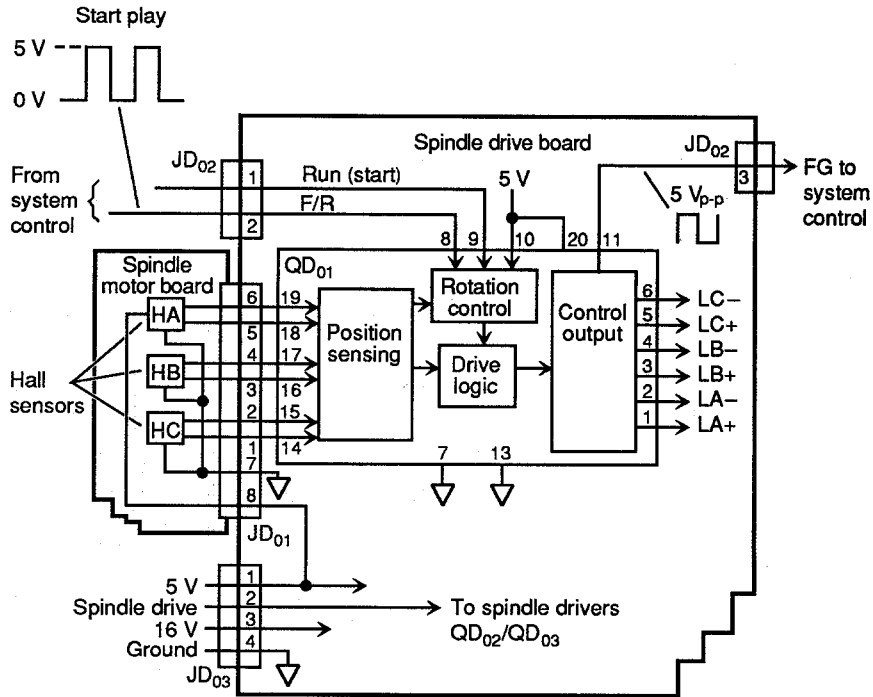 Start play
5 V
0 V
Spindle drive board
JD02
3
FG to
system
control
5 Vp-p
From
system
control
JD02
1
2
Run (start)
F/R
5 V
8
9
10
20
11
Spindle
motor board
HA
HB
HC
Hall
sensors
6
5
4
3
2
1
7
8
JD01
QD01
19
18
17
16
15
14
Position
sensing
Rotation
control
Drive
logic
Control
output
6
5
4
3
2
1
LC–
LC+
LB–
LB+
LA–
LA+
7
13
5 V
Spindle drive
16 V
Ground
1
2
3
4
JD03
To spindle drivers
QD02/QD03